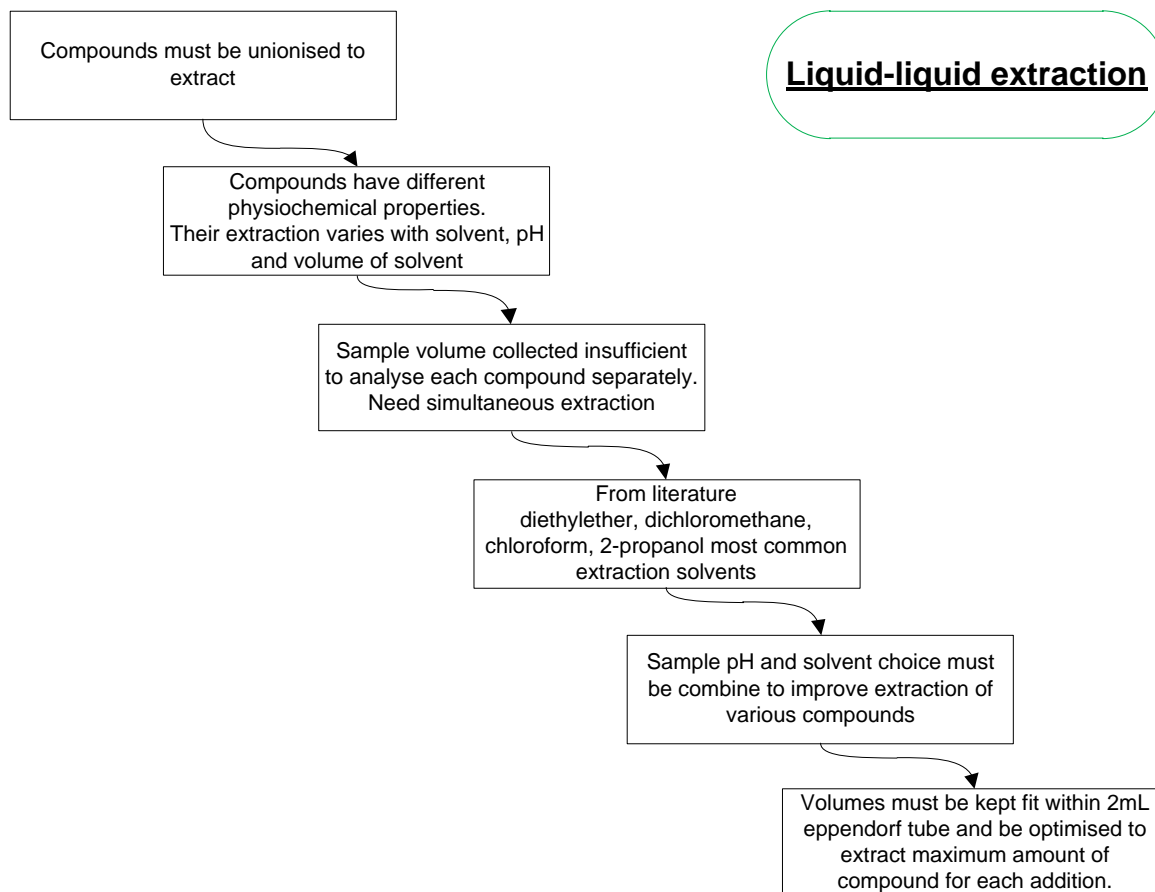 Compounds must be unionised to
extract
Liquid-liquid extraction
Compounds have different
physiochemical properties.
Their extraction varies with solvent, pH
and volume of solvent
Sample volume collected insufficient
to analyse each compound separately.
Need simultaneous extraction
From literature
diethylether, dichloromethane,
chloroform, 2-propanol most common
extraction solvents
Sample pH and solvent choice must
be combine to improve extraction of
various compounds
Volumes must be kept fit within 2mL
eppendorf tube and be optimised to
extract maximum amount of
compound for each addition.